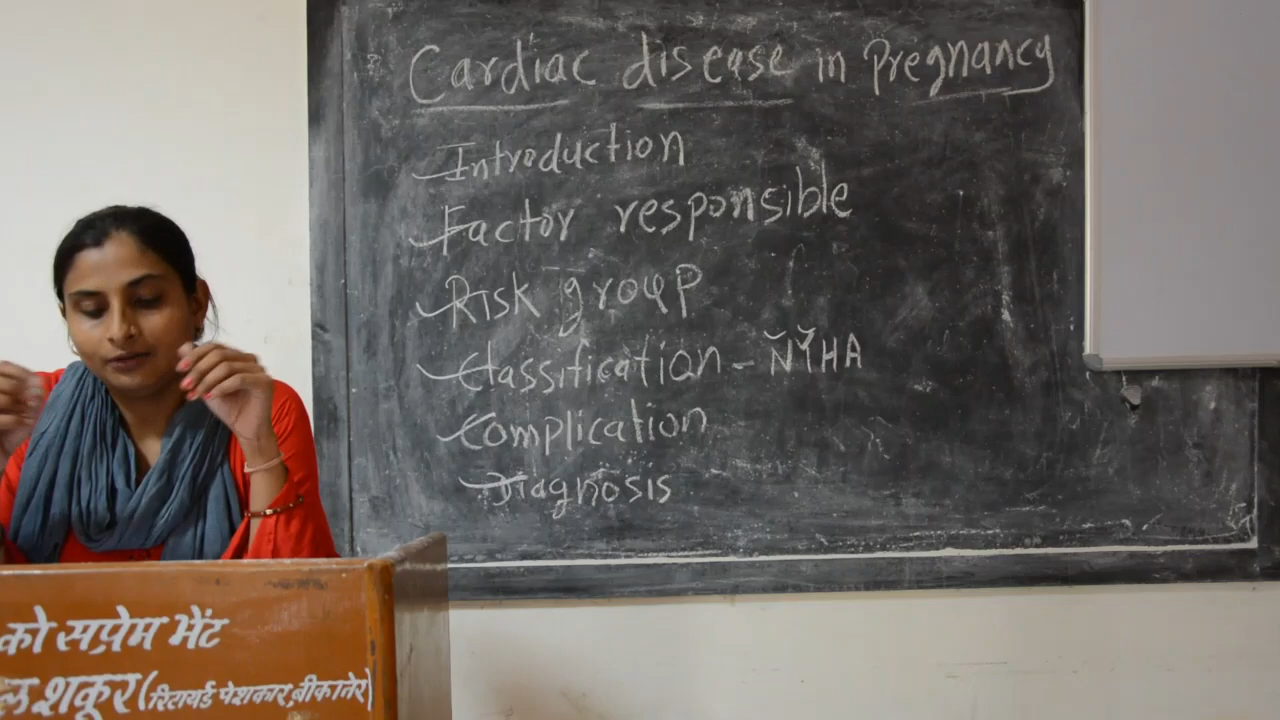 Cardiac disease in Pregnancy
Introduction
Factor responsible
Risk group
Classification - NYHA
Complication
Diagnosis
को सप्रेम भेंट
शकूर (रिटायर्ड पेशकार, बीकानेर)